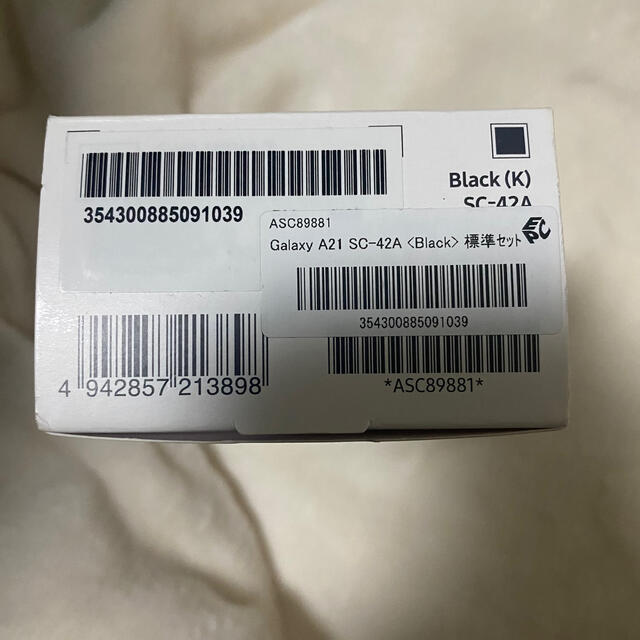 Black (K)
SC-42A
354300885091039
ASC89881
Galaxy A21 SC-42A <Black> 標準セット
EPC
354300885091039
4 942857 213898
*ASC89881*